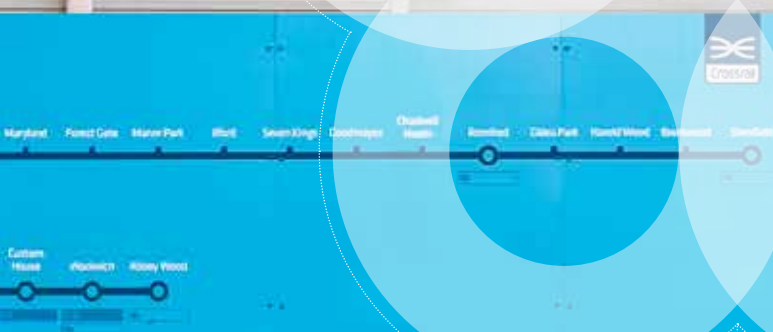 Crossrail
Maryland Forest Gate Manor Park Ilford Seven Kings Goodmayes Chadwell Heath Romford Gidea Park Harold Wood Brentwood Shenfield
Custom
House Woolwich Abbey Wood